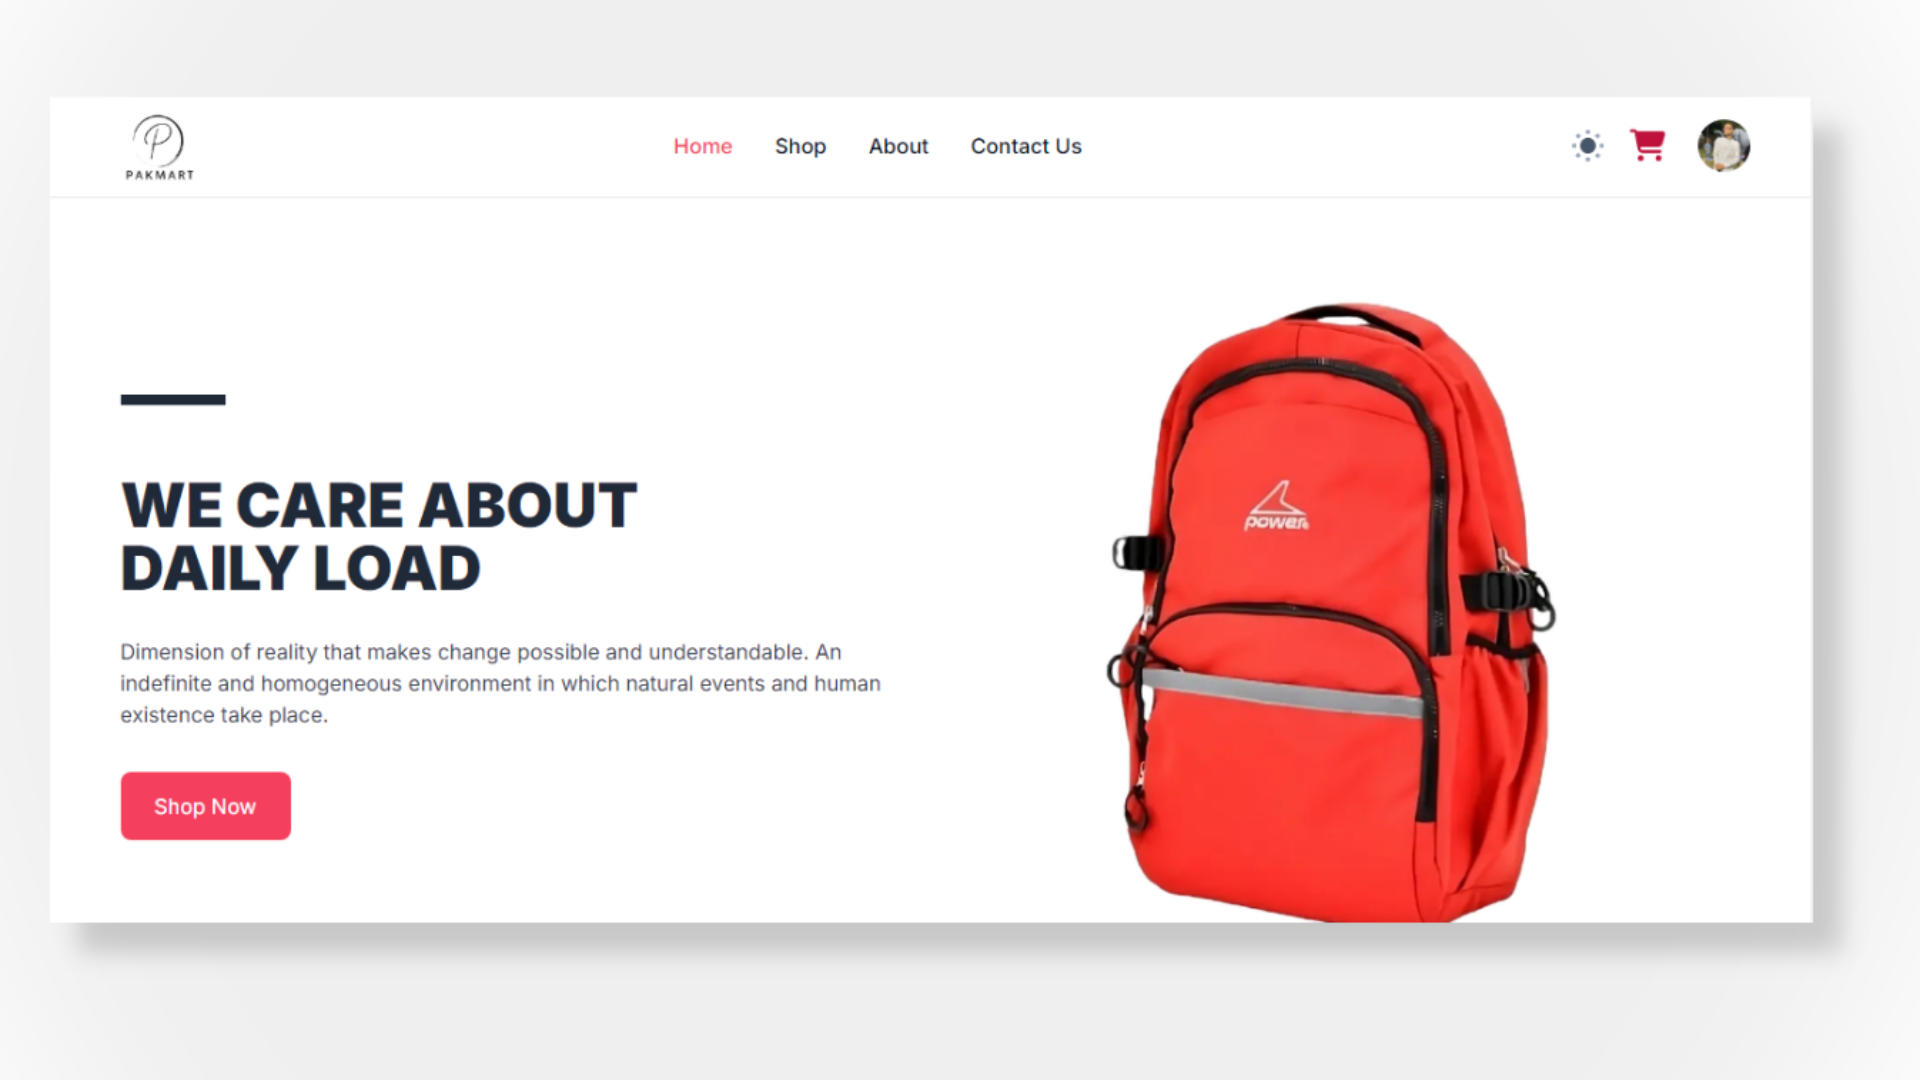 P
PAKMART
Home Shop About Contact Us
WE CARE ABOUT
DAILY LOAD
Dimension of reality that makes change possible and understandable. An
indefinite and homogeneous environment in which natural events and human
existence take place.
Shop Now
power